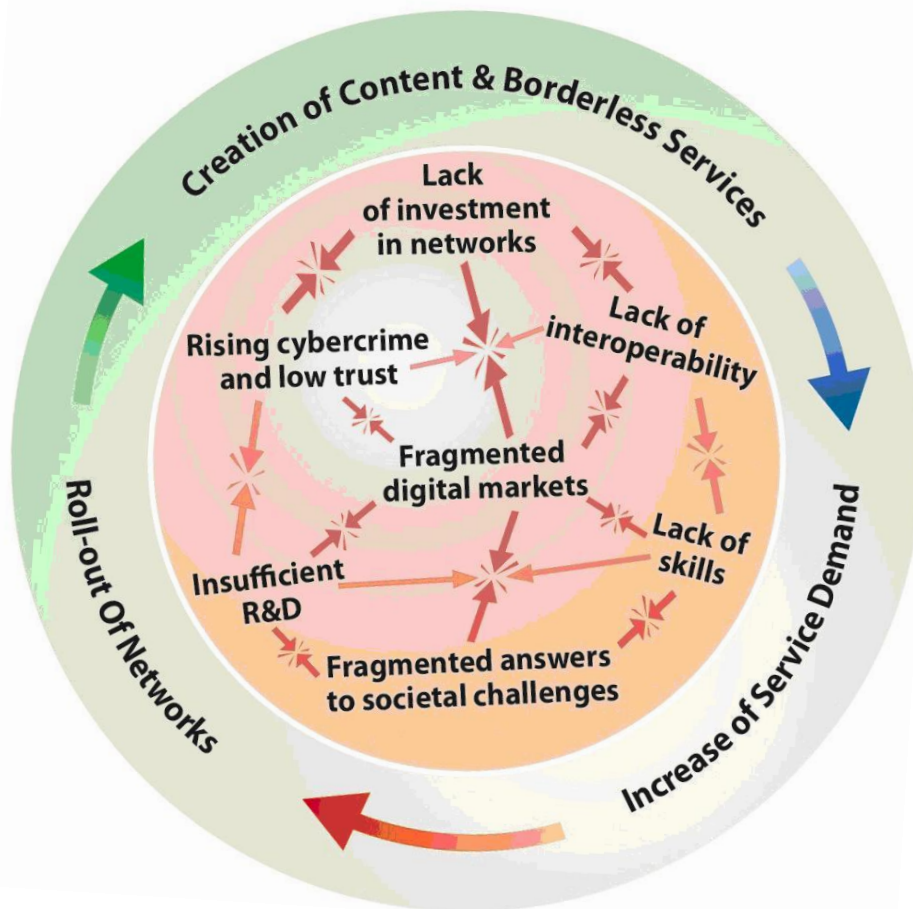 Creation of Content & Borderless Services
Lack
of investment
in networks
Rising cybercrime
and low trust
Lack of
interoperability
Fragmented
digital markets
Insufficient
R&D
Lack of
skills
Fragmented answers
to societal challenges
Roll-out Of Networks
Increase of Service Demand